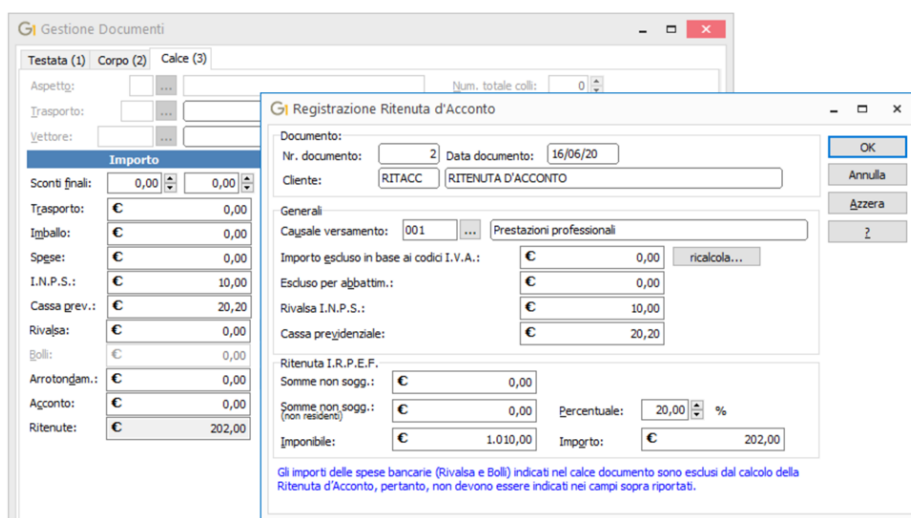 G1 Gestione Documenti
Testata (1) Corpo (2) Calce (3)
Aspetto: ... Num. totale colli: 0
Trasporto: ...
Vettore: ...
Importo
Sconti finali: 0,00 0,00
Trasporto: € 0,00
Imballo: € 0,00
Spese: € 0,00
I.N.P.S.: € 10,00
Cassa prev.: € 20,20
Rivalsa: € 0,00
Bolli: € 0,00
Arrotondam.: € 0,00
Acconto: € 0,00
Ritenute: € 202,00
G1 Registrazione Ritenuta d'Acconto
Documento:
Nr. documento: 2 Data documento: 16/06/20
Cliente: RITACC RITENUTA D'ACCONTO
Generali
Causale versamento: 001 ... Prestazioni professionali
Importo escluso in base ai codici I.V.A.: € 0,00 ricalcola...
Escluso per abbattim.: € 0,00
Rivalsa I.N.P.S.: € 10,00
Cassa previdenziale: € 20,20
Ritenuta I.R.P.E.F.
Somme non sogg.: € 0,00
Somme non sogg.: € 0,00 Percentuale: 20,00 %
(non residenti)
Imponibile: € 1.010,00 Importo: € 202,00
Gli importi delle spese bancarie (Rivalsa e Bolli) indicati nel calce documento sono esclusi dal calcolo della
Ritenuta d'Acconto, pertanto, non devono essere indicati nei campi sopra riportati.
OK
Annulla
Azzera
?